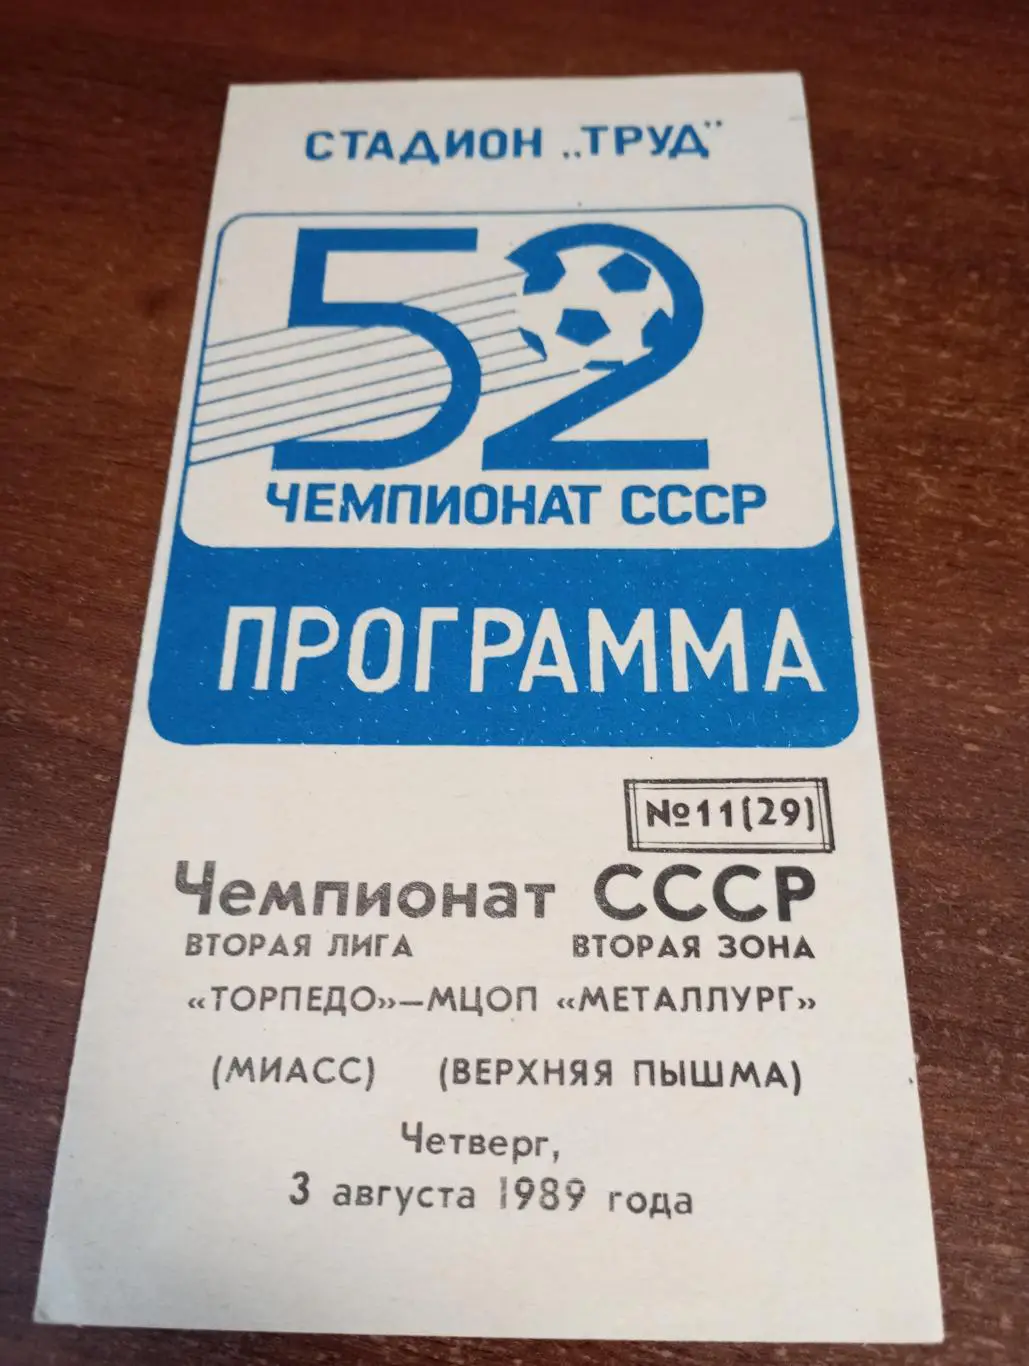 СТАДИОН „ТРУД”
52
ЧЕМПИОНАТ СССР
ПРОГРАММА
№11(29)
Чемпионат СССР
ВТОРАЯ ЛИГА ВТОРАЯ ЗОНА
«ТОРПЕДО»—МЦОП «МЕТАЛЛУРГ»
(МИАСС) (ВЕРХНЯЯ ПЫШМА)
Четверг,
3 августа 1989 года